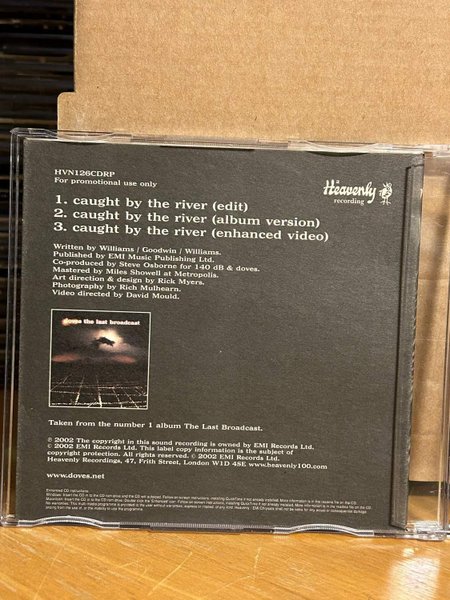 HVN126CDRP
For promotional use only
a
Heavenly
recording
1. caught by the river (edit)
2. caught by the river (album version)
3. caught by the river (enhanced video)
Written by Williams / Goodwin / Williams.
Published by EMI Music Publishing Ltd.
Co-produced by Steve Osborne for 140 dB & doves.
Mastered by Miles Showell at Metropolis.
Art direction & design by Rick Myers.
Photography by Rich Mulhearn.
Video directed by David Mould.
doves the last broadcast
Taken from the number 1 album The Last Broadcast.
℗ 2002 The copyright in this sound recording is owned by EMI Records Ltd.
© 2002 EMI Records Ltd. This label copy information is the subject of
copyright protection. All rights reserved. © 2002 EMI Records Ltd.
Heavenly Recordings, 47, Frith Street, London W1D 4SE www.heavenly100.com
www.doves.net
Enhanced CD instructions: